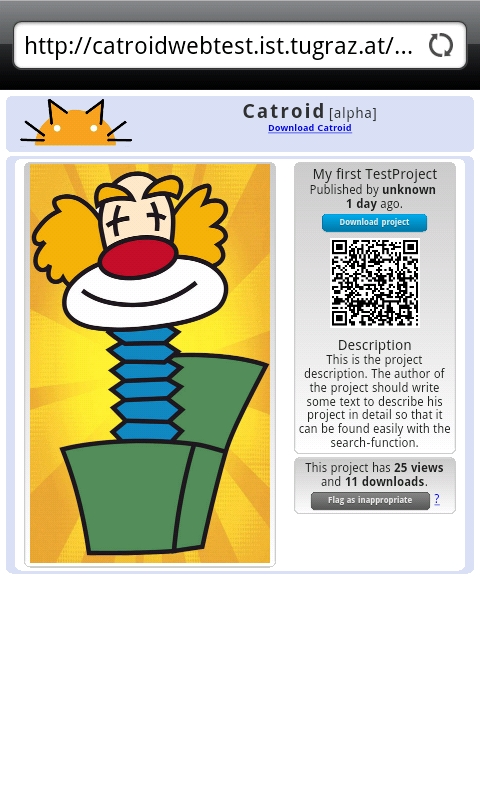 http://catroidwebtest.ist.tugraz.at/...
Catroid [alpha]
Download Catroid
My first TestProject
Published by unknown
1 day ago.
Download project
Description
This is the project
description. The author of
the project should write
some text to describe his
project in detail so that it
can be found easily with the
search-function.
This project has 25 views
and 11 downloads.
Flag as inappropriate ?